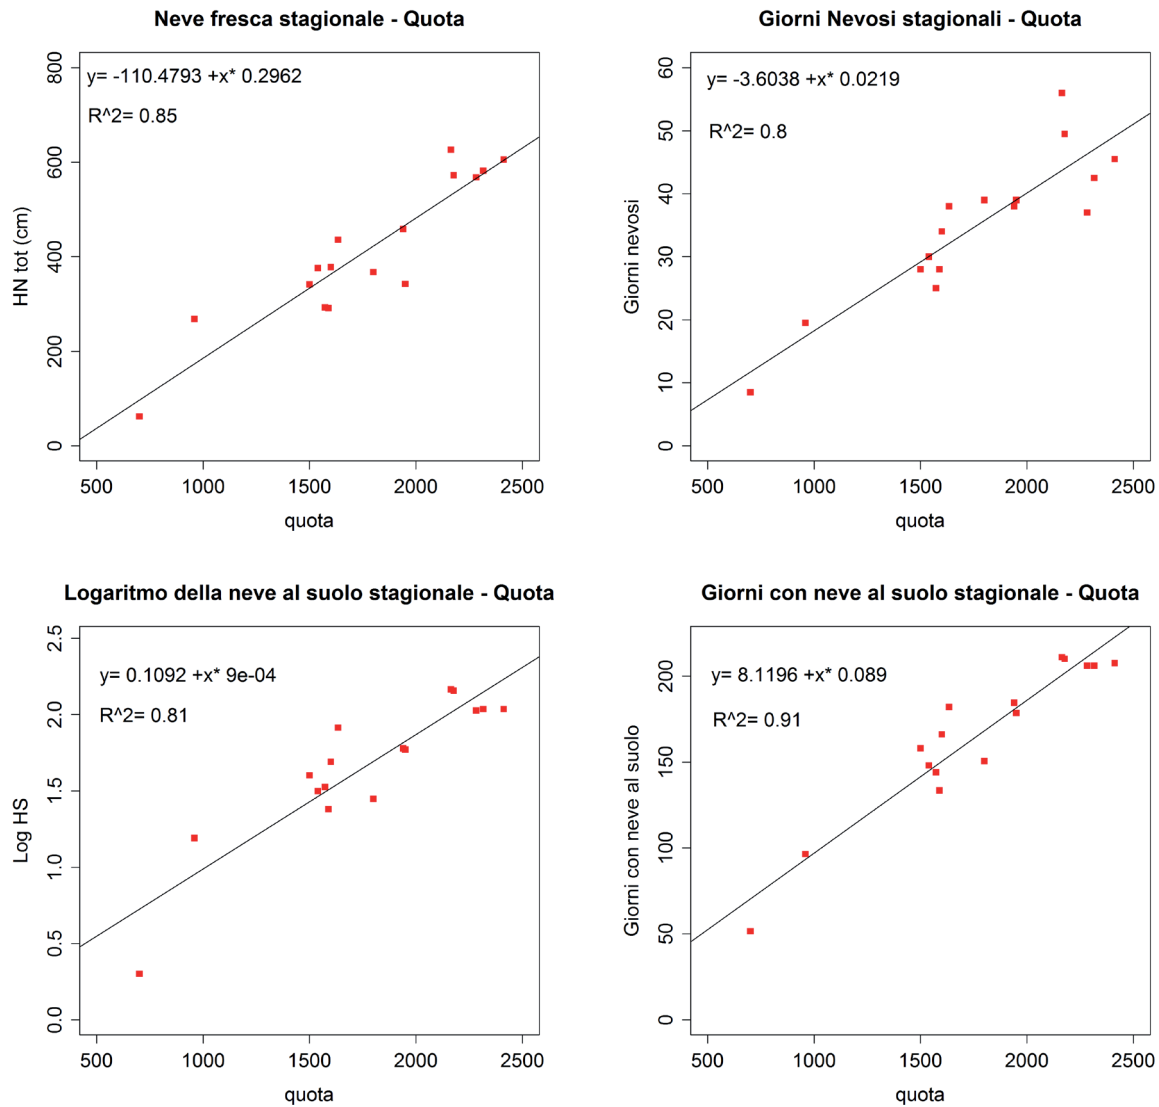 Neve fresca stagionale - Quota
y= -110.4793 +x* 0.2962
R^2= 0.85
HN tot (cm)
0
200
400
600
800
500 1000 1500 2000 2500
quota
Giorni Nevosi stagionali - Quota
y= -3.6038 +x* 0.0219
R^2= 0.8
Giorni nevosi
0
10
20
30
40
50
60
500 1000 1500 2000 2500
quota
Logaritmo della neve al suolo stagionale - Quota
y= 0.1092 +x* 9e-04
R^2= 0.81
Log HS
0.0
0.5
1.0
1.5
2.0
2.5
500 1000 1500 2000 2500
quota
Giorni con neve al suolo stagionale - Quota
y= 8.1196 +x* 0.089
R^2= 0.91
Giorni con neve al suolo
0
50
100
150
200
500 1000 1500 2000 2500
quota